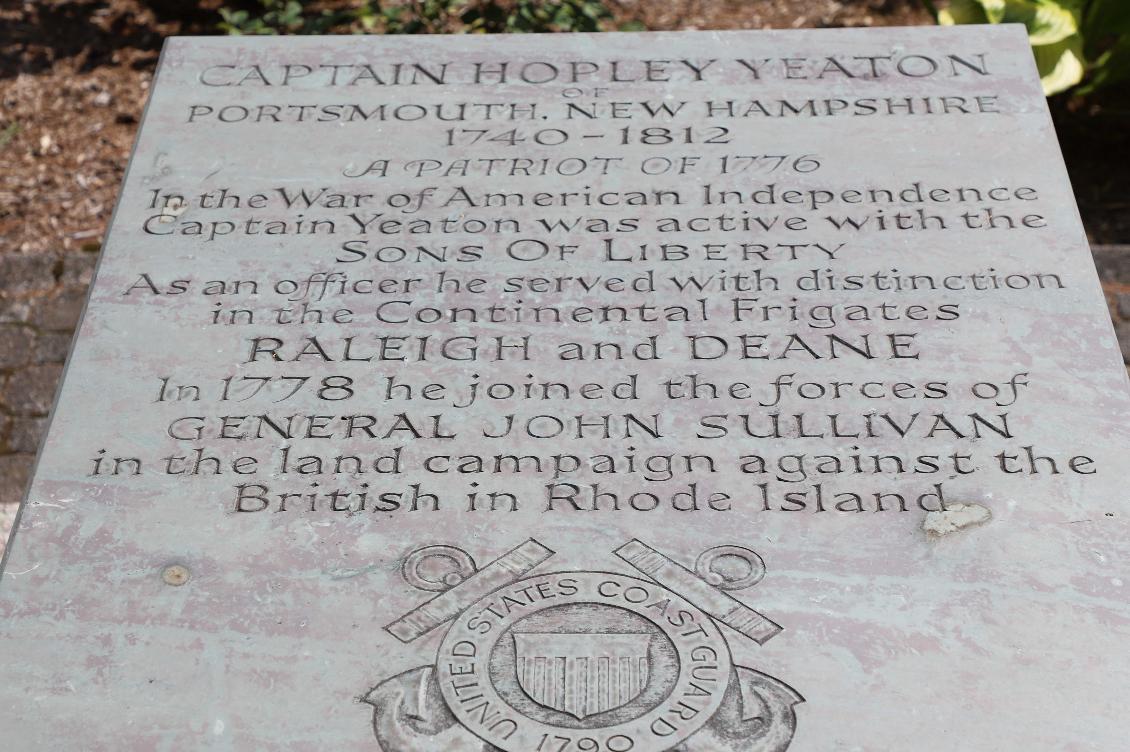 CAPTAIN HOPLEY YEATON
OF
PORTSMOUTH, NEW HAMPSHIRE
1740 - 1812
A PATRIOT OF 1776
In the War of American Independence
Captain Yeaton was active with the
SONS OF LIBERTY
As an officer he served with distinction
in the Continental Frigates
RALEIGH and DEANE
In 1778 he joined the forces of
GENERAL JOHN SULLIVAN
in the land campaign against the
British in Rhode Island
UNITED STATES COAST GUARD
1790